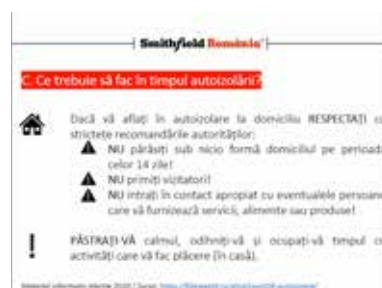 Smithfield România
C. Ce trebuie să fac în timpul autoizolării?
Dacă vă aflați în autoizolare la domiciliu RESPECTAȚI cu
strictețe recomandările autorităților:
NU părăsiți sub nicio formă domiciliul pe perioada
celor 14 zile!
NU primiți vizitatori!
NU intrați în contact apropiat cu eventualele persoane
care vă furnizează servicii, alimente sau produse!
PĂSTRAȚI-VĂ calmul, odihniți-vă și ocupați-vă timpul cu
activități care vă fac plăcere (în casă).